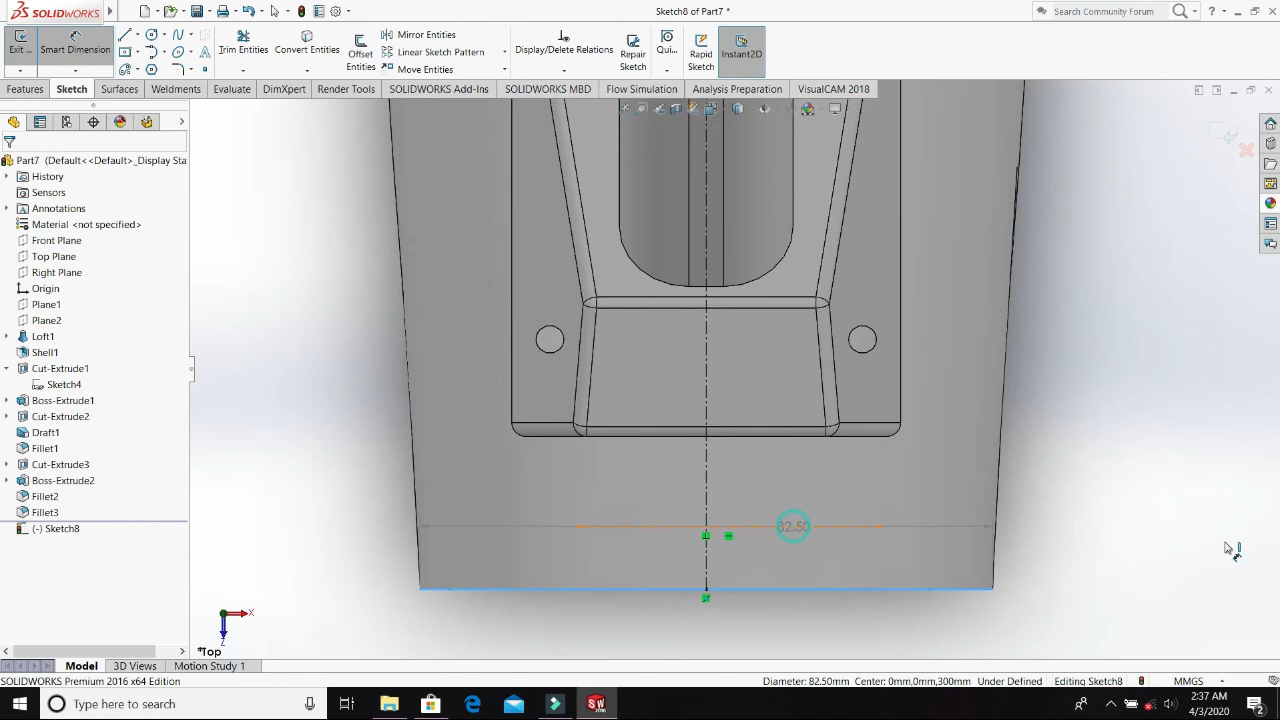 SOLIDWORKS
Sketch8 of Part7 *
Search Community Forum
Exit ...
Smart Dimension
Trim Entities
Convert Entities
Offset Entities
Mirror Entities
Linear Sketch Pattern
Move Entities
Display/Delete Relations
Repair Sketch
Qui...
Rapid Sketch
Instant2D
Features
Sketch
Surfaces
Weldments
Evaluate
DimXpert
Render Tools
SOLIDWORKS Add-Ins
SOLIDWORKS MBD
Flow Simulation
Analysis Preparation
VisualCAM 2018
Part7 (Default<<Default>_Display Sta
History
Sensors
Annotations
Material <not specified>
Front Plane
Top Plane
Right Plane
Origin
Plane1
Plane2
Loft1
Shell1
Cut-Extrude1
Sketch4
Boss-Extrude1
Cut-Extrude2
Draft1
Fillet1
Cut-Extrude3
Boss-Extrude2
Fillet2
Fillet3
(-) Sketch8
82.50
X
Z
*Top
Model
3D Views
Motion Study 1
SOLIDWORKS Premium 2016 x64 Edition
Diameter: 82.50mm Center: 0mm,0mm,300mm Under Defined
Editing Sketch8
MMGS
Type here to search
2:37 AM
4/3/2020
2